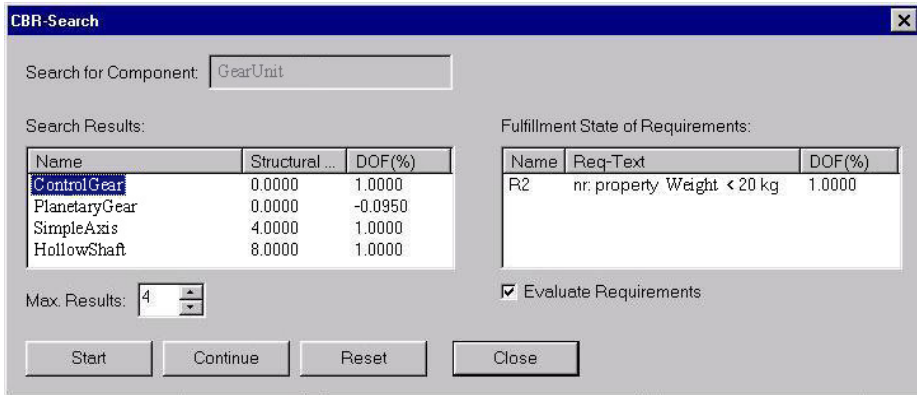 CBR-Search
Search for Component: GearUnit
Search Results:
Name Structural ... DOF(%)
ControlGear 0.0000 1.0000
PlanetaryGear 0.0000 -0.0950
SimpleAxis 4.0000 1.0000
HollowShaft 8.0000 1.0000
Max. Results: 4
Fulfillment State of Requirements:
Name Req-Text DOF(%)
R2 nr: property Weight < 20 kg 1.0000
Evaluate Requirements
Start Continue Reset Close